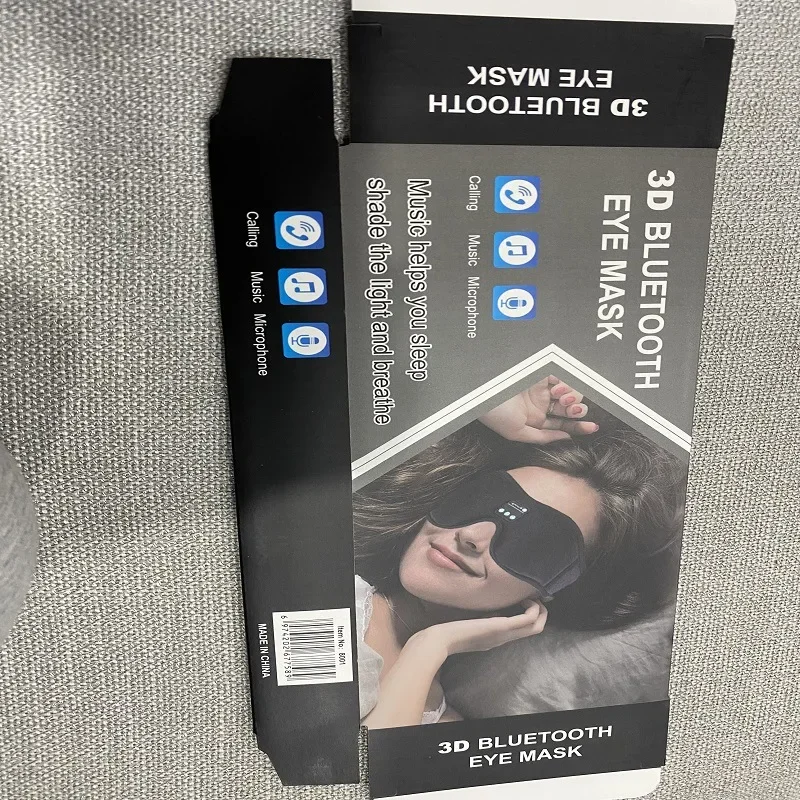 3D BLUETOOTH
EYE MASK
3D BLUETOOTH
EYE MASK
Calling
Music
Microphone
Music helps you sleep
shade the light and breathe
3D BLUETOOTH
EYE MASK
Calling
Music
Microphone
Item No: 8001
6974202677589
MADE IN CHINA